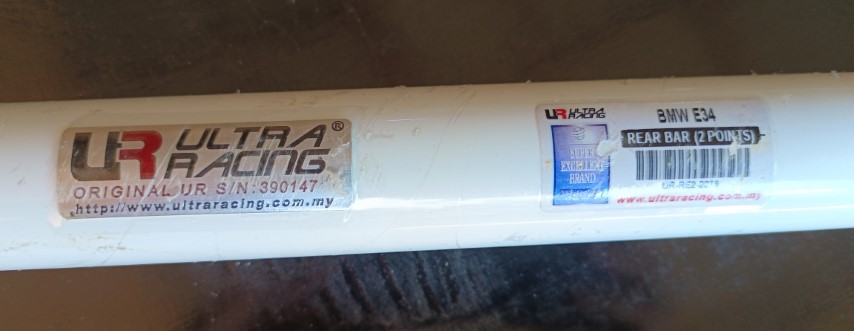 UR ULTRA RACING®
ORIGINAL UR S/N:390147
http://www.ultraracing.com.my
UR ULTRA RACING
SUPER
EXCELLENT
BRAND
BMW E34
REAR BAR (2 POINTS)
www.ultraracing.com.my